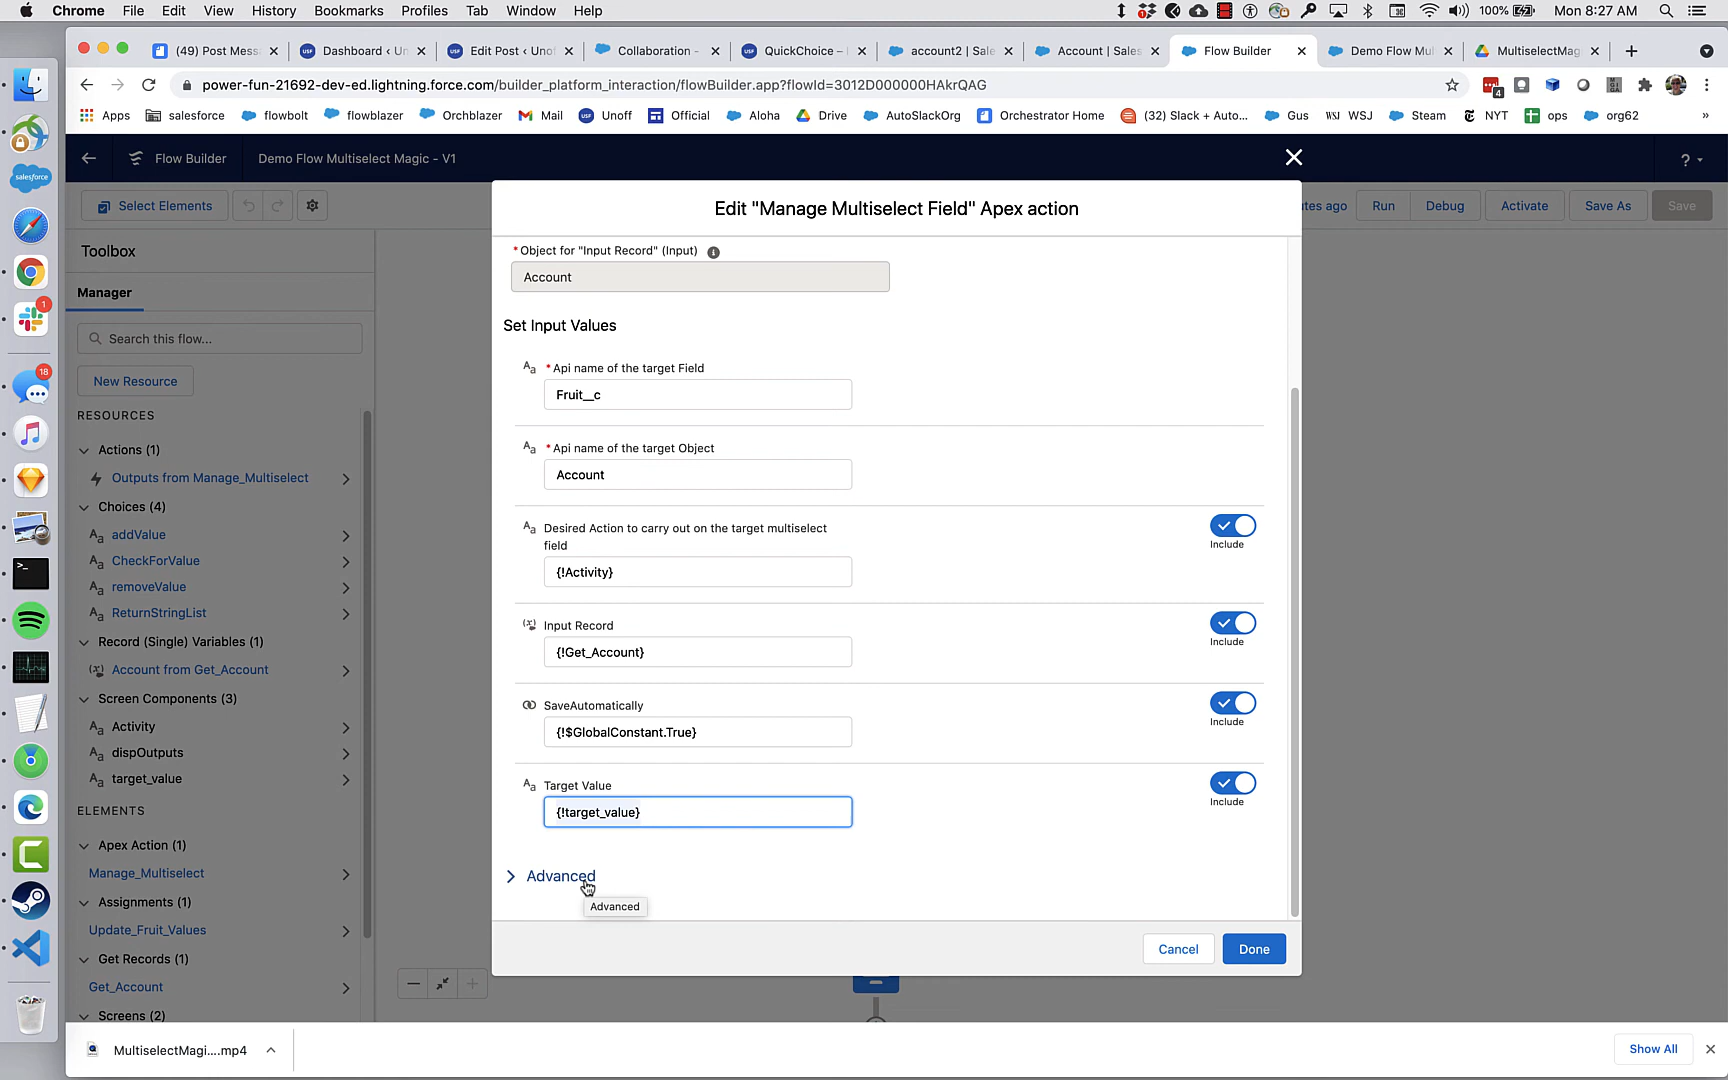 Chrome File Edit View History Bookmarks Profiles Tab Window Help 100% Mon 8:27 AM
(49) Post Mess Dashboard ‹ Un Edit Post ‹ Unof Collaboration - QuickChoice – account2 | Sale Account | Sales Flow Builder Demo Flow Mul MultiselectMag
power-fun-21692-dev-ed.lightning.force.com/builder_platform_interaction/flowBuilder.app?flowId=3012D000000HAkrQAG
4
Apps salesforce flowbolt flowblazer Orchblazer Mail Unoff Official Aloha Drive AutoSlackOrg Orchestrator Home (32) Slack + Auto... Gus WSJ WSJ Steam NYT ops org62 »
Flow Builder Demo Flow Multiselect Magic - V1 ?
Select Elements utes ago Run Debug Activate Save As Save
Edit "Manage Multiselect Field" Apex action
Toolbox
Manager
Search this flow...
New Resource
RESOURCES
Actions (1)
Outputs from Manage_Multiselect
Choices (4)
addValue
CheckForValue
removeValue
ReturnStringList
Record (Single) Variables (1)
Account from Get_Account
Screen Components (3)
Activity
dispOutputs
target_value
ELEMENTS
Apex Action (1)
Manage_Multiselect
Assignments (1)
Update_Fruit_Values
Get Records (1)
Get_Account
Screens (2)
*Object for "Input Record" (Input)
Account
Set Input Values
*Api name of the target Field
Fruit__c
*Api name of the target Object
Account
Desired Action to carry out on the target multiselect
field
{!Activity}
Include
Input Record
{!Get_Account}
Include
SaveAutomatically
{!$GlobalConstant.True}
Include
Target Value
{!target_value}
Include
Advanced
Advanced
Cancel Done
salesforce
1
18
MultiselectMagi....mp4
Show All